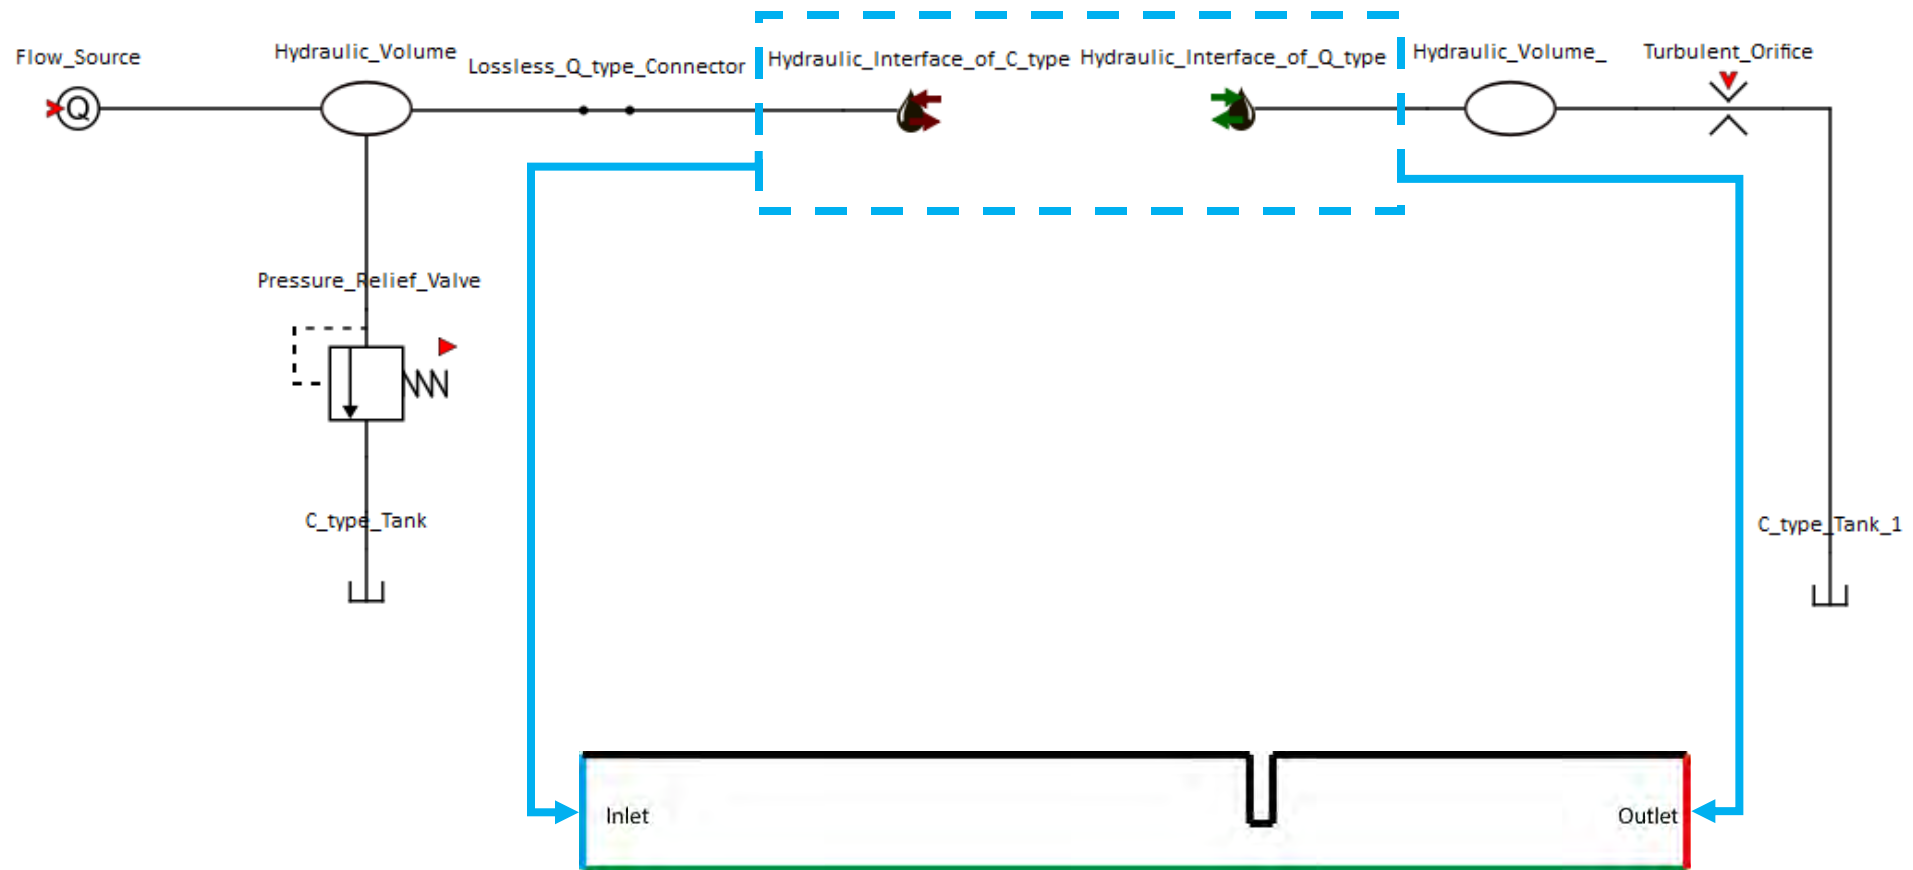 Flow_Source
Hydraulic_Volume
Lossless_Q_type_Connector
Hydraulic_Interface_of_C_type
Hydraulic_Interface_of_Q_type
Hydraulic_Volume_
Turbulent_Orifice
Q
Pressure_Relief_Valve
C_type_Tank
C_type_Tank_1
Inlet
Outlet